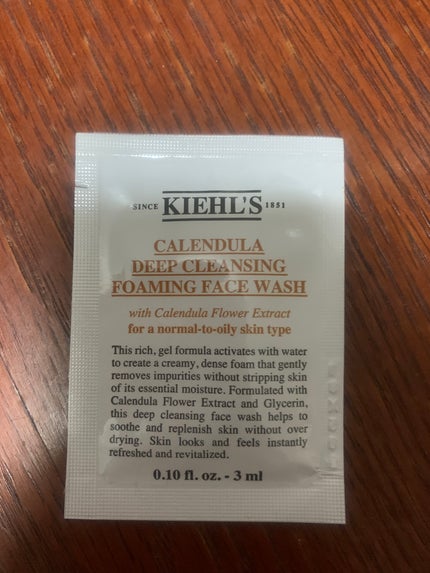 SINCE KIEHL'S 1851
CALENDULA
DEEP CLEANSING
FOAMING FACE WASH
with Calendula Flower Extract
for a normal-to-oily skin type
This rich, gel formula activates with water
to create a creamy, dense foam that gently
removes impurities without stripping skin
of its essential moisture. Formulated with
Calendula Flower Extract and Glycerin,
this deep cleansing face wash helps to
soothe and replenish skin without over
drying. Skin looks and feels instantly
refreshed and revitalized.
0.10 fl. oz. - 3 ml